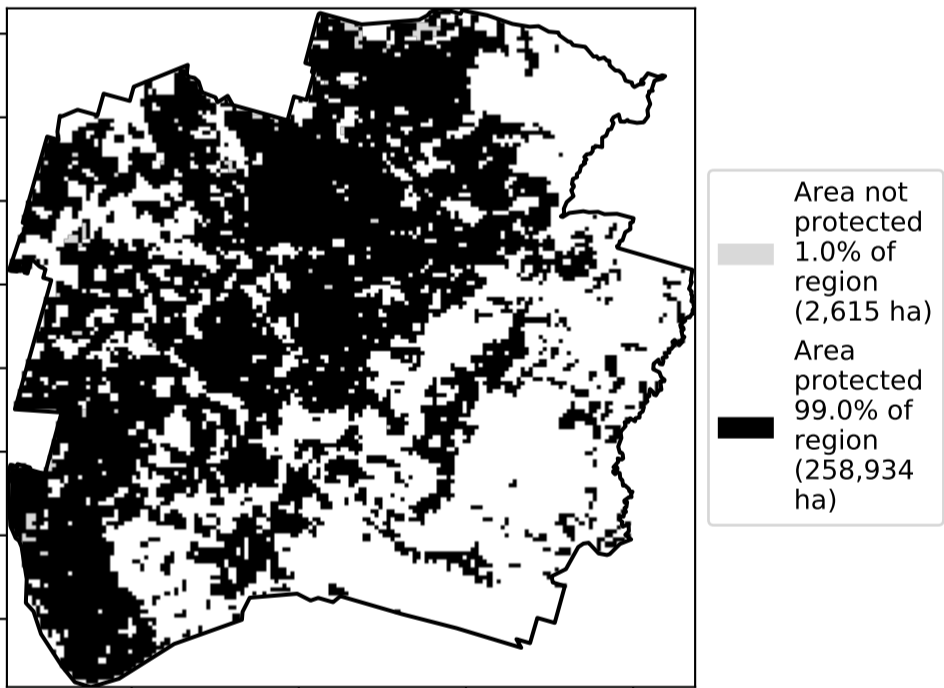 Area not
protected
1.0% of
region
(2,615 ha)
Area
protected
99.0% of
region
(258,934
ha)